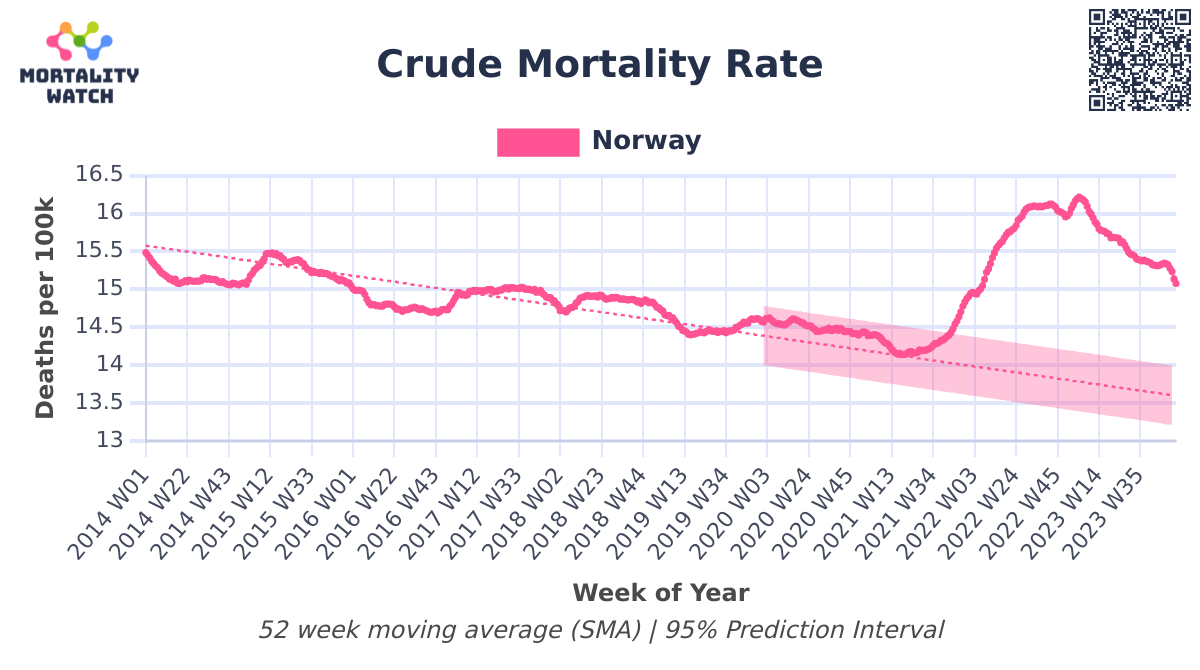 MORTALITY
WATCH
Crude Mortality Rate
Norway
Deaths per 100k
16.5
16
15.5
15
14.5
14
13.5
13
2014 W01
2014 W22
2014 W43
2015 W12
2015 W33
2016 W01
2016 W22
2016 W43
2017 W12
2017 W33
2018 W02
2018 W23
2018 W44
2019 W13
2019 W34
2020 W03
2020 W24
2020 W45
2021 W13
2021 W34
2022 W03
2022 W24
2022 W45
2023 W14
2023 W35
Week of Year
52 week moving average (SMA) | 95% Prediction Interval